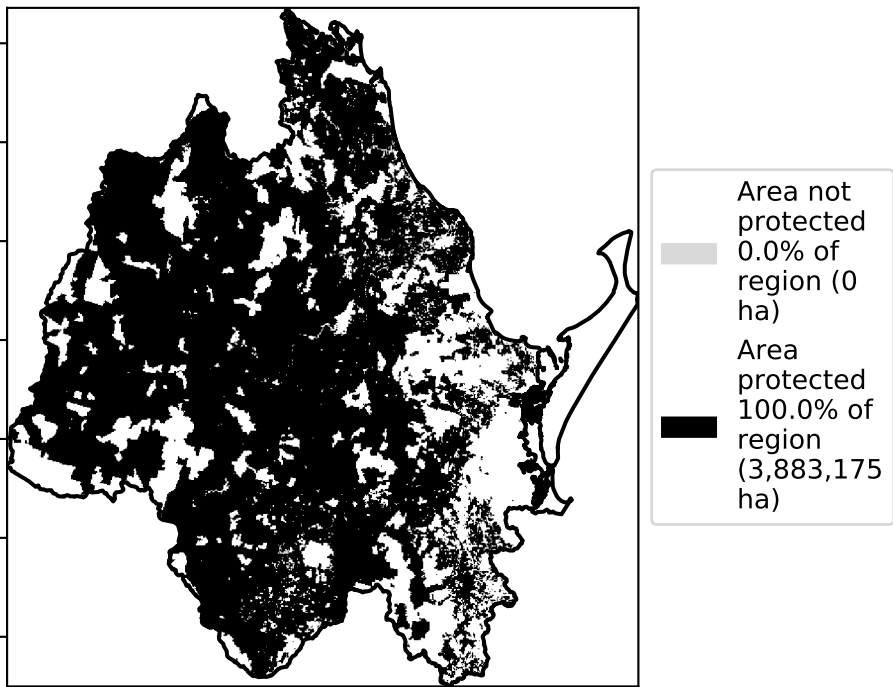 Area not
protected
0.0% of
region (0
ha)
Area
protected
100.0% of
region
(3,883,175
ha)